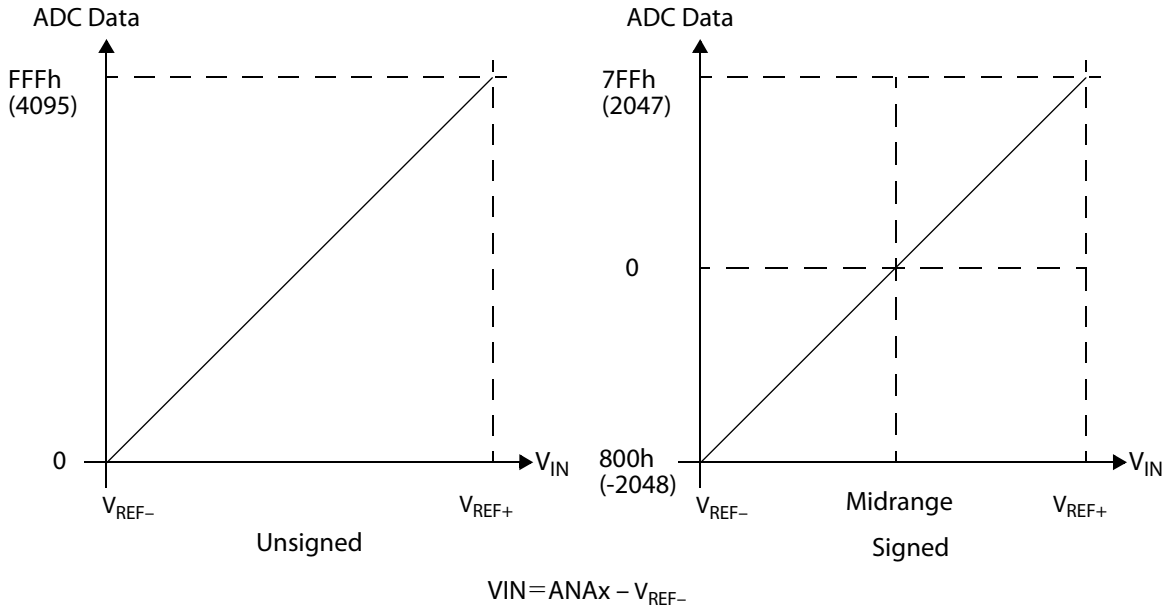 ADC Data
FFFh
(4095)
0
V_IN
V_REF–
V_REF+
Unsigned
ADC Data
7FFh
(2047)
0
800h
(-2048)
V_IN
V_REF–
Midrange
V_REF+
Signed
VIN=ANAx – V_REF–